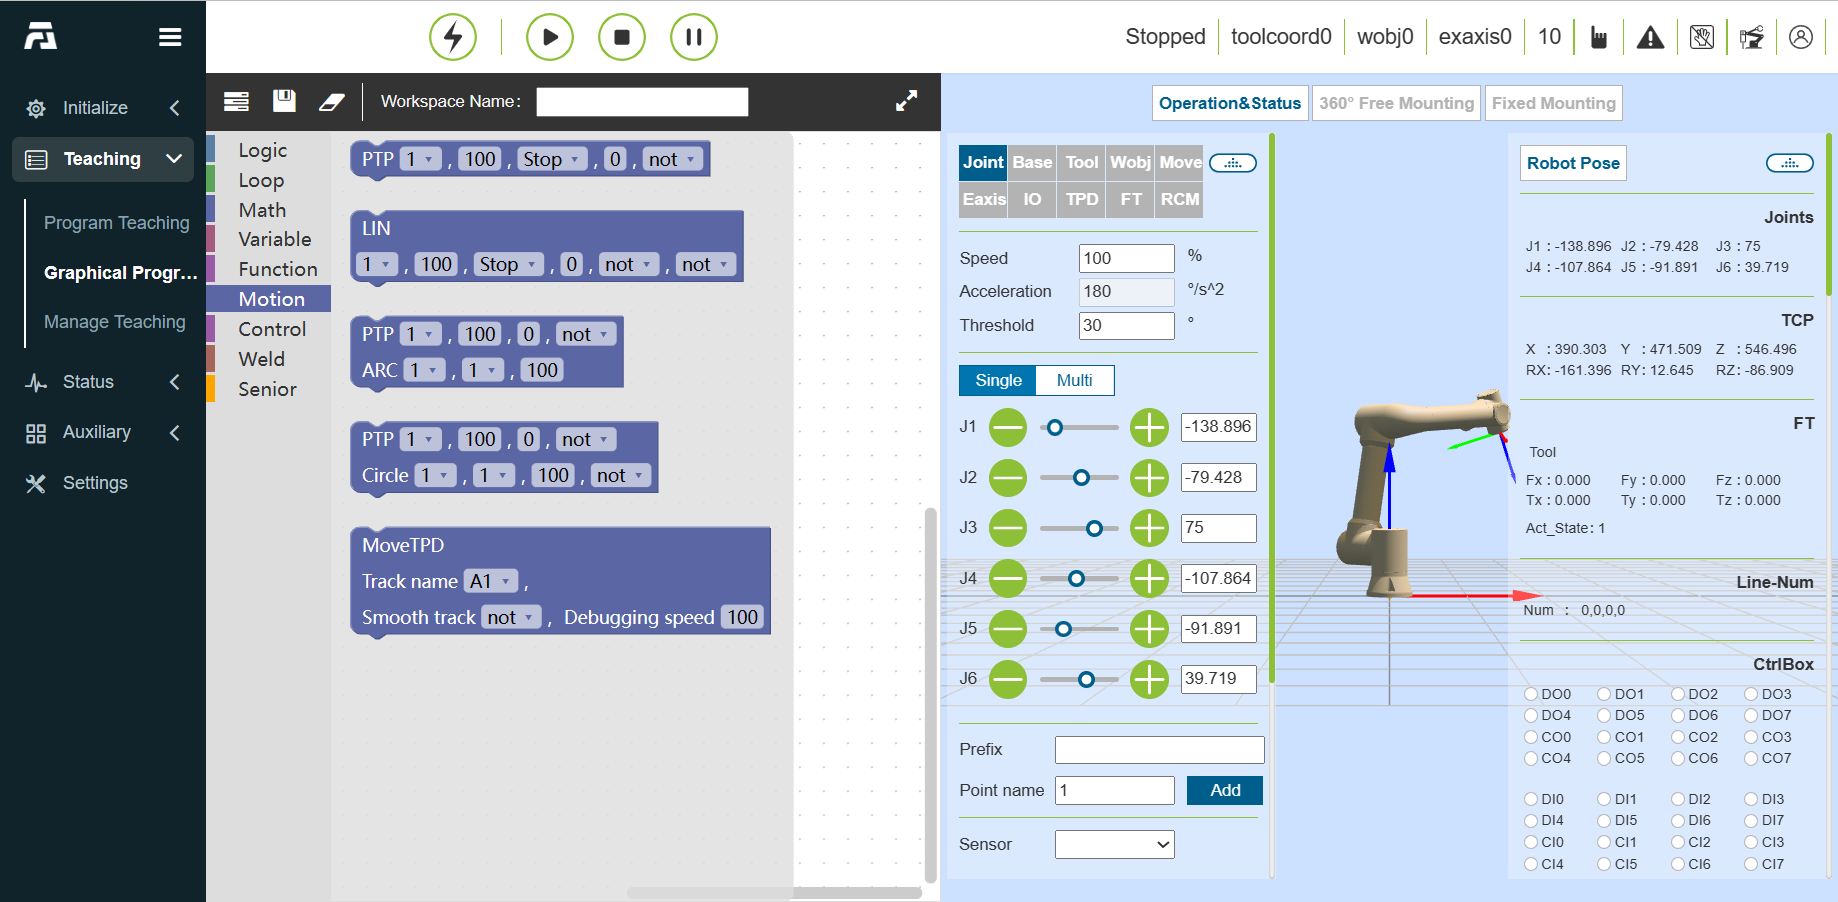 Stopped toolcoord0 wobj0 exaxis0 10
Initialize
Teaching
Program Teaching
Graphical Progr...
Manage Teaching
Status
Auxiliary
Settings
Workspace Name:
Logic
Loop
Math
Variable
Function
Motion
Control
Weld
Senior
PTP 1 , 100 , Stop , 0 , not
LIN
1 , 100 , Stop , 0 , not , not
PTP 1 , 100 , 0 , not
ARC 1 , 1 , 100
PTP 1 , 100 , 0 , not
Circle 1 , 1 , 100 , not
MoveTPD
Track name A1 ,
Smooth track not , Debugging speed 100
Operation&Status 360° Free Mounting Fixed Mounting
Joint Base Tool Wobj Move
Eaxis IO TPD FT RCM
Speed 100 %
Acceleration 180 °/s^2
Threshold 30 °
Single Multi
J1 -138.896
J2 -79.428
J3 75
J4 -107.864
J5 -91.891
J6 39.719
Prefix
Point name 1 Add
Sensor
Robot Pose
Joints
J1 : -138.896 J2 : -79.428 J3 : 75
J4 : -107.864 J5 : -91.891 J6 : 39.719
TCP
X : 390.303 Y : 471.509 Z : 546.496
RX: -161.396 RY: 12.645 RZ: -86.909
FT
Tool
Fx : 0.000 Fy : 0.000 Fz : 0.000
Tx : 0.000 Ty : 0.000 Tz : 0.000
Act_State: 1
Line-Num
Num : 0,0,0,0
CtrlBox
DO0 DO1 DO2 DO3
DO4 DO5 DO6 DO7
CO0 CO1 CO2 CO3
CO4 CO5 CO6 CO7
DI0 DI1 DI2 DI3
DI4 DI5 DI6 DI7
CI0 CI1 CI2 CI3
CI4 CI5 CI6 CI7